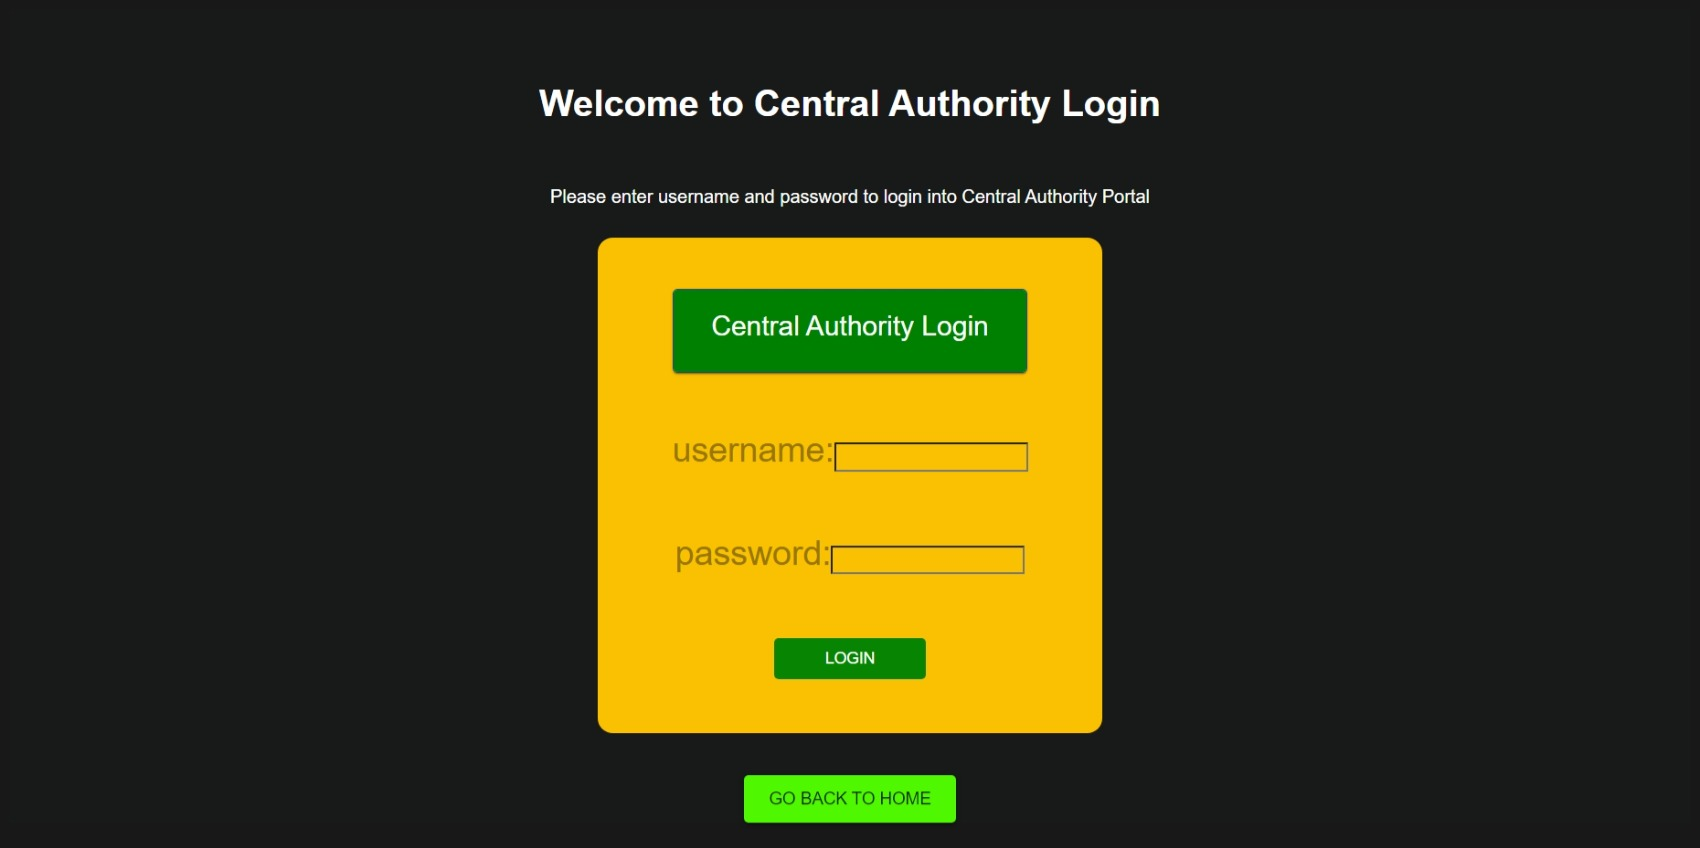 Welcome to Central Authority Login
Please enter username and password to login into Central Authority Portal
Central Authority Login
username:
password:
LOGIN
GO BACK TO HOME